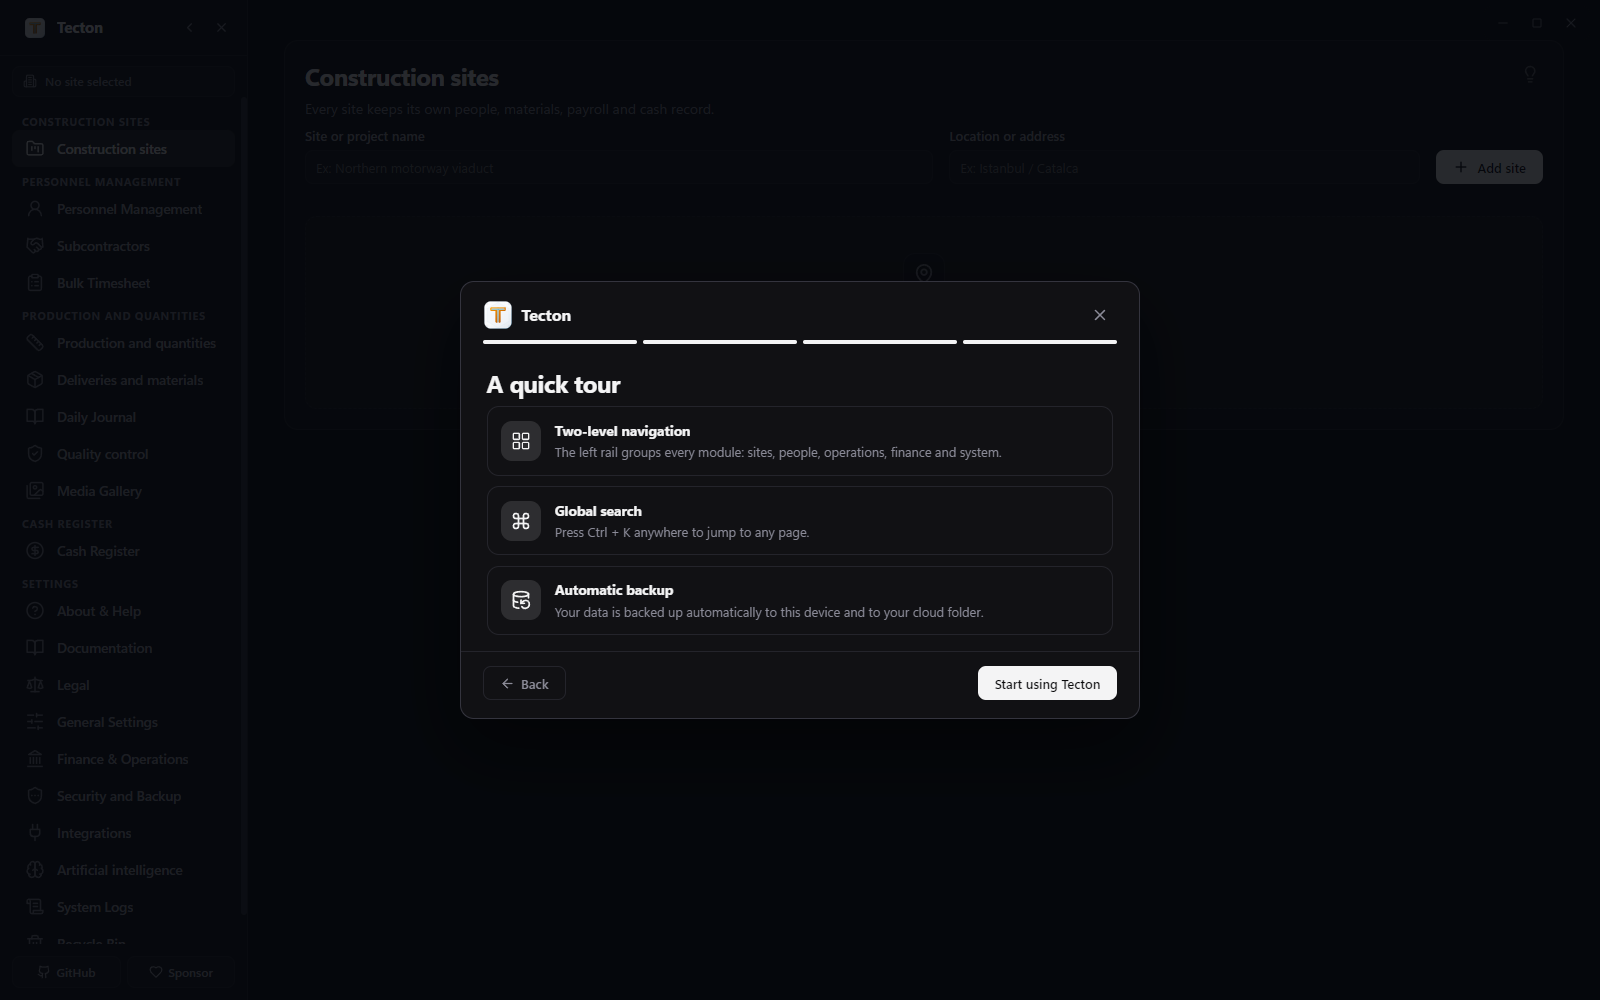 Tecton
No site selected
CONSTRUCTION SITES
Construction sites
PERSONNEL MANAGEMENT
Personnel Management
Subcontractors
Bulk Timesheet
PRODUCTION AND QUANTITIES
Production and quantities
Deliveries and materials
Daily Journal
Quality control
Media Gallery
CASH REGISTER
Cash Register
SETTINGS
About & Help
Documentation
Legal
General Settings
Finance & Operations
Security and Backup
Integrations
Artificial intelligence
System Logs
Recycle Bin
GitHub
Sponsor
Construction sites
Every site keeps its own people, materials, payroll and cash record.
Site or project name
Location or address
Ex: Northern motorway viaduct
Ex: Istanbul / Catalca
Add site
T Tecton
A quick tour
Two-level navigation
The left rail groups every module: sites, people, operations, finance and system.
Global search
Press Ctrl + K anywhere to jump to any page.
Automatic backup
Your data is backed up automatically to this device and to your cloud folder.
Back
Start using Tecton